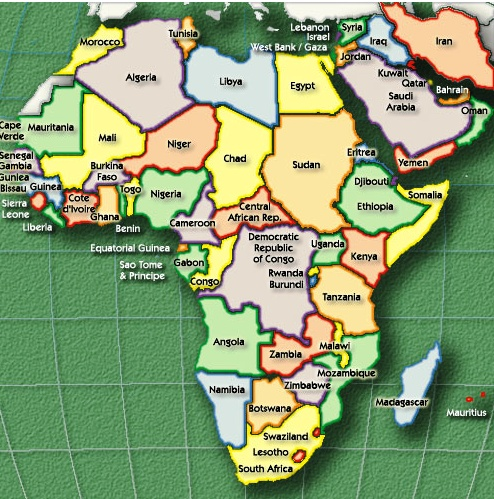 Morocco
Tunisia
Lebanon
Israel
West Bank / Gaza
Syria
Iraq
Iran
Jordan
Algeria
Libya
Egypt
Kuwait
Qatar
Bahrain
Saudi
Arabia
Oman
Cape
Verde
Mauritania
Mali
Niger
Chad
Sudan
Eritrea
Yemen
Senegal
Gambia
Guniea
Bissau
Guinea
Burkina
Faso
Sierra
Leone
Cote
d'Ivoire
Liberia
Ghana
Togo
Benin
Nigeria
Cameroon
Central
African Rep.
Djibouti
Somalia
Ethiopia
Equatorial Guinea
Sao Tome
& Principe
Gabon
Congo
Democratic
Republic
of Congo
Uganda
Kenya
Rwanda
Burundi
Tanzania
Angola
Zambia
Malawi
Mozambique
Zimbabwe
Namibia
Botswana
Madagascar
Mauritius
Swaziland
Lesotho
South Africa